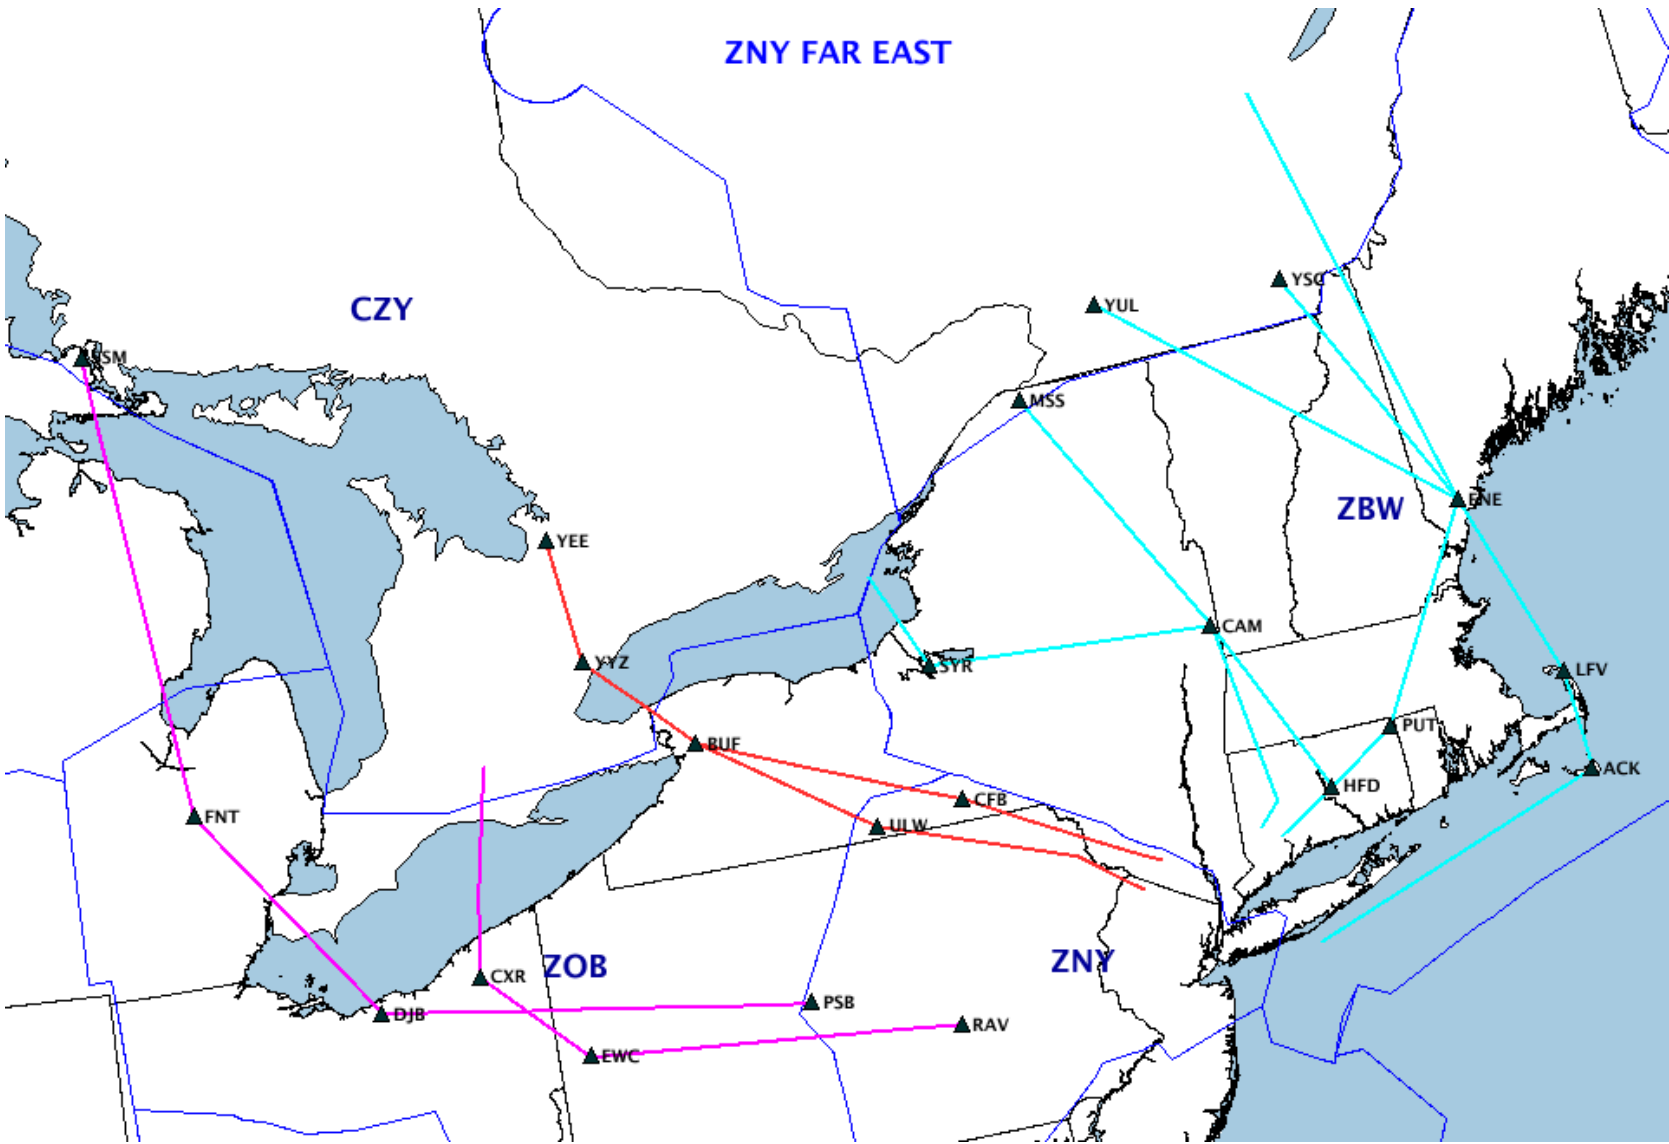 ZNY FAR EAST
YSC
YUL
CZY
SSM
MSS
ENE
ZBW
YEE
CAM
YYZ
SYR
LFV
PUT
BUF
ACK
HFD
CFB
FNT
ULW
ZNY
ZOB
CXR
PSB
DJB
RAV
EWC